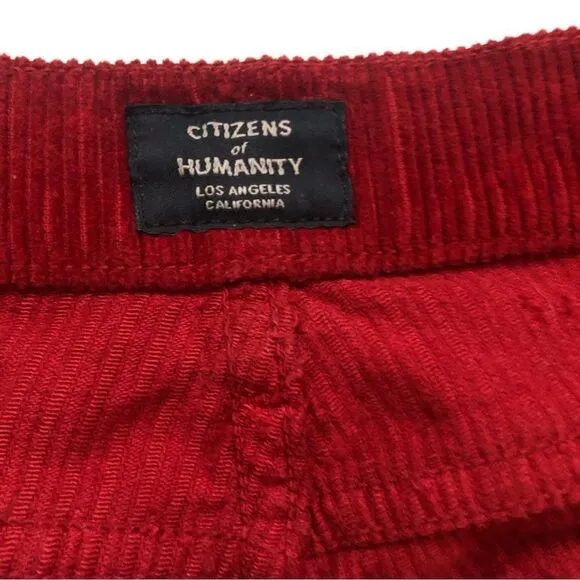 CITIZENS
of
HUMANITY
LOS ANGELES
CALIFORNIA